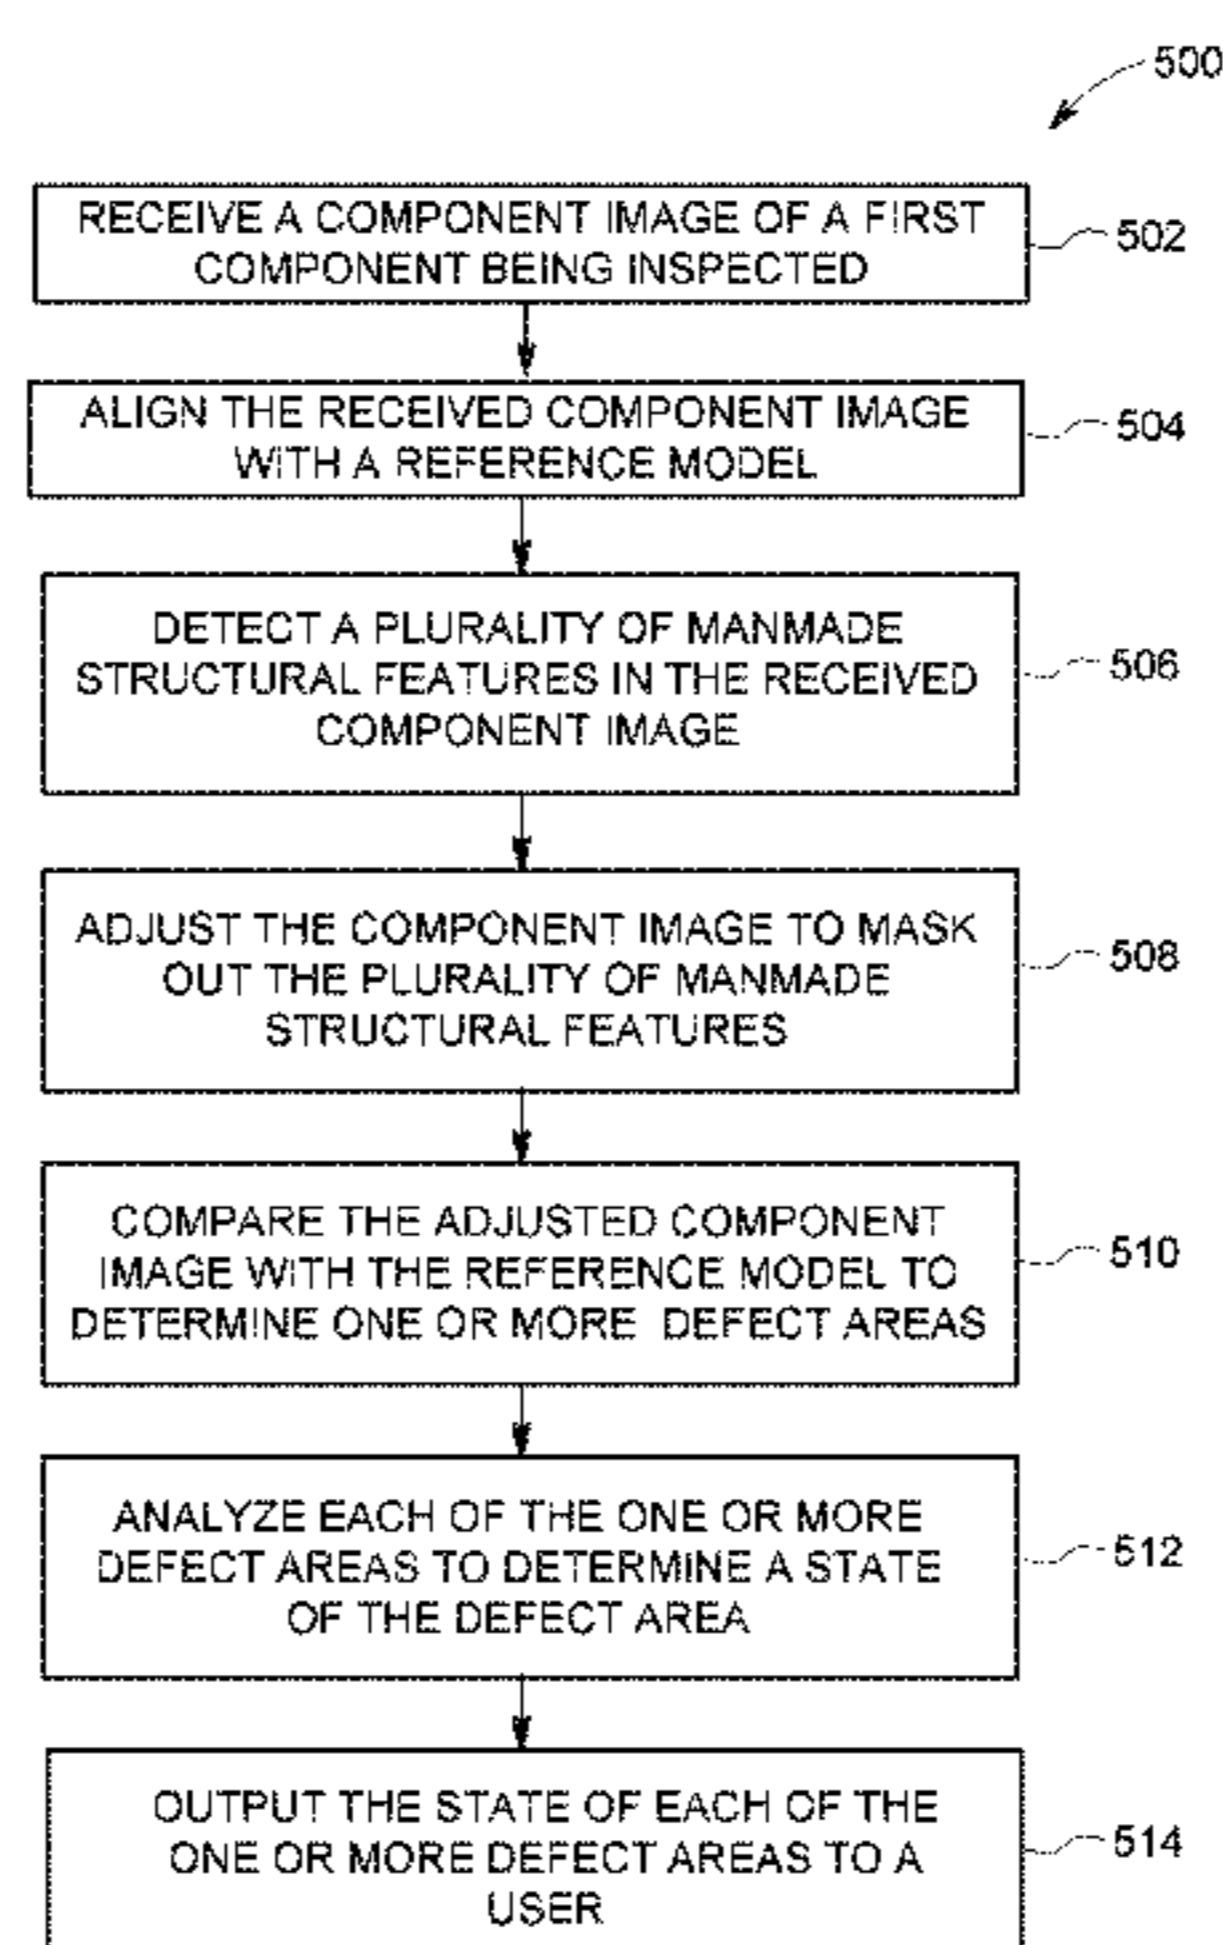 500
RECEIVE A COMPONENT IMAGE OF A FIRST
COMPONENT BEING INSPECTED
502
ALIGN THE RECEIVED COMPONENT IMAGE
WITH A REFERENCE MODEL
504
DETECT A PLURALITY OF MANMADE
STRUCTURAL FEATURES IN THE RECEIVED
COMPONENT IMAGE
506
ADJUST THE COMPONENT IMAGE TO MASK
OUT THE PLURALITY OF MANMADE
STRUCTURAL FEATURES
508
COMPARE THE ADJUSTED COMPONENT
IMAGE WITH THE REFERENCE MODEL TO
DETERMINE ONE OR MORE DEFECT AREAS
510
ANALYZE EACH OF THE ONE OR MORE
DEFECT AREAS TO DETERMINE A STATE
OF THE DEFECT AREA
512
OUTPUT THE STATE OF EACH OF THE
ONE OR MORE DEFECT AREAS TO A
USER
514